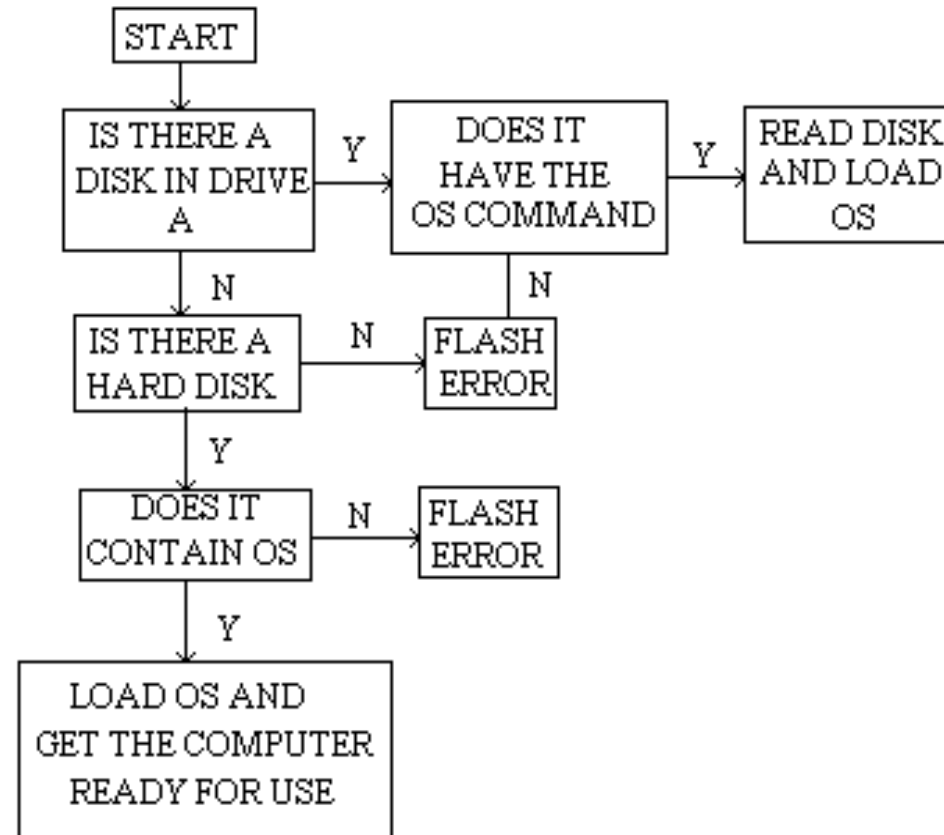 START
IS THERE A
DISK IN DRIVE
A
Y
DOES IT
HAVE THE
OS COMMAND
Y
READ DISK
AND LOAD
OS
N
N
IS THERE A
HARD DISK
N
FLASH
ERROR
Y
DOES IT
CONTAIN OS
N
FLASH
ERROR
Y
LOAD OS AND
GET THE COMPUTER
READY FOR USE